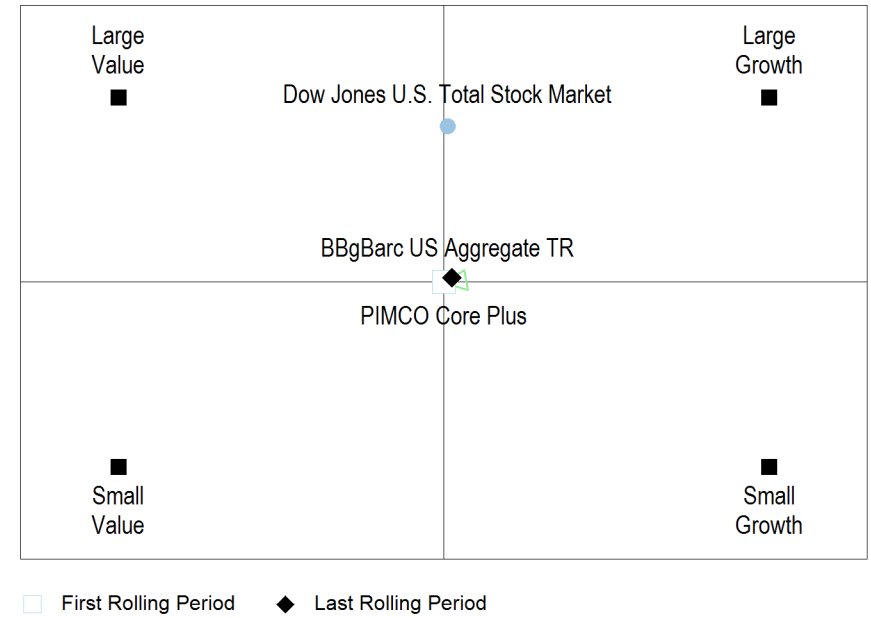 Large
Value
Large
Growth
Dow Jones U.S. Total Stock Market
BBgBarc US Aggregate TR
PIMCO Core Plus
Small
Value
Small
Growth
First Rolling Period
Last Rolling Period